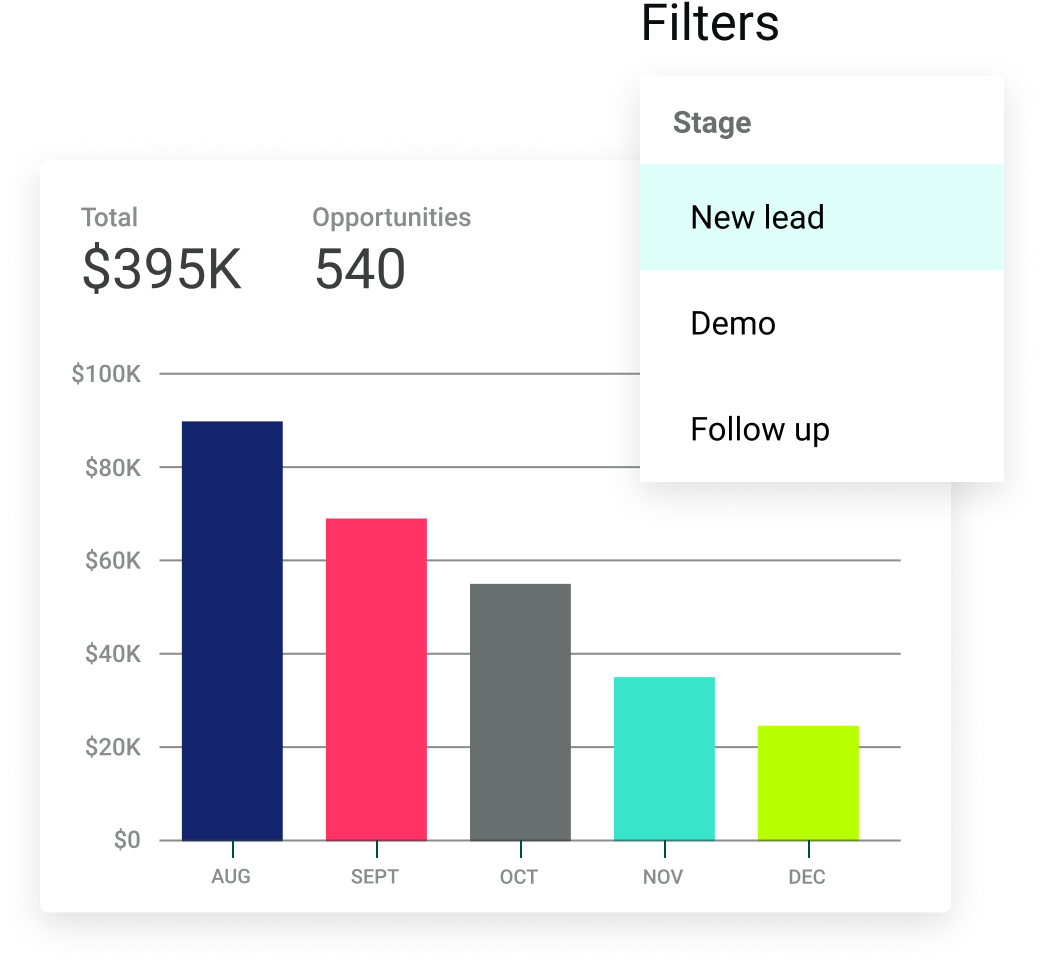 Filters
Stage
New lead
Demo
Follow up
Total
$395K
Opportunities
540
$100K
$80K
$60K
$40K
$20K
$0
AUG SEPT OCT NOV DEC